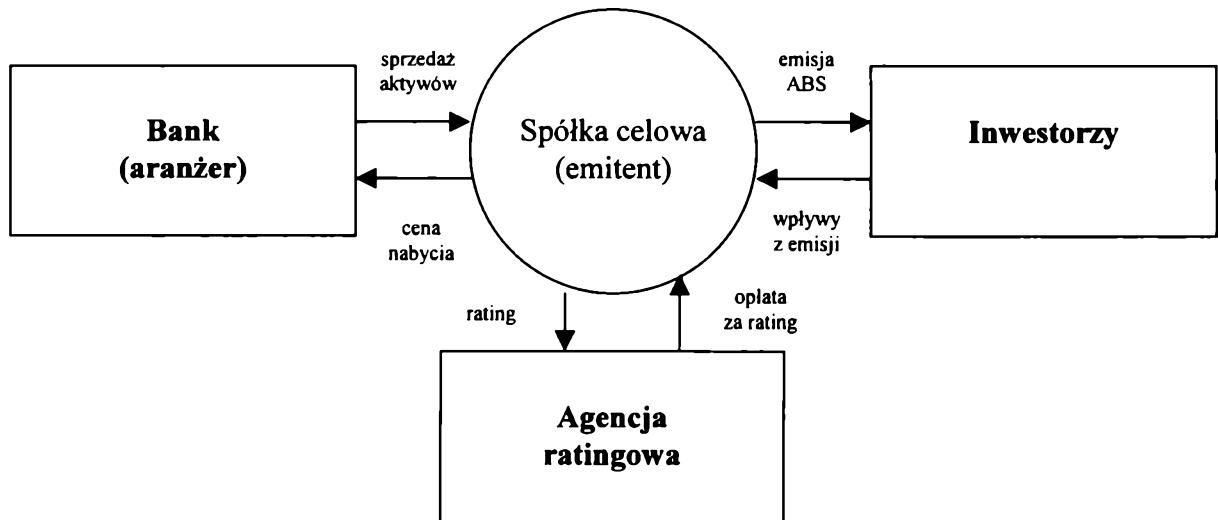 sprzedaż
aktywów
emisja
ABS
Bank
(aranżer)
Spółka celowa
(emitent)
Inwestorzy
cena
nabycia
wpływy
z emisji
rating
opłata
za rating
Agencja
ratingowa